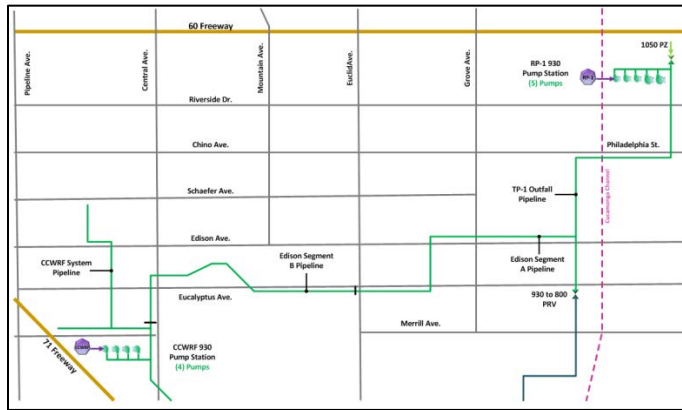 60 Freeway
Pipeline Ave.
Central Ave.
Mountain Ave.
Euclid Ave.
Grove Ave.
1050 PZ
RP-1 930
Pump Station
(5) Pumps
RP-1
Riverside Dr.
Chino Ave.
Philadelphia St.
Schaefer Ave.
TP-1 Outfall
Pipeline
Cucamonga Channel
Edison Ave.
CCWRF System
Pipeline
Edison Segment
B Pipeline
Edison Segment
A Pipeline
Eucalyptus Ave.
930 to 800
PRV
Merrill Ave.
71 Freeway
CCWRF
CCWRF 930
Pump Station
(4) Pumps